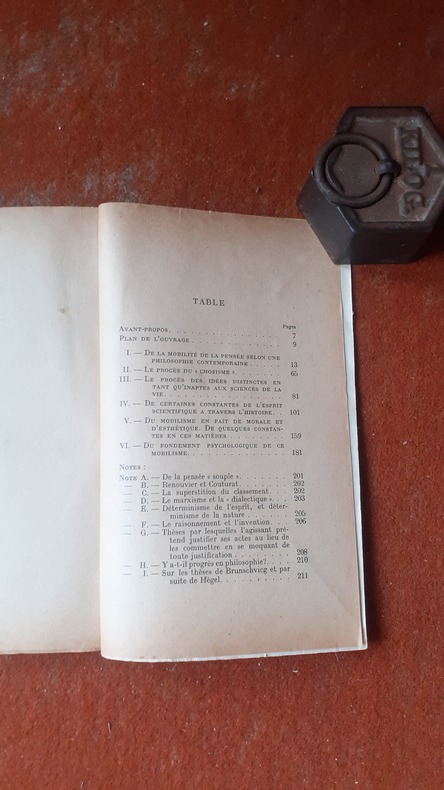 KILOG.
TABLE
Pages
AVANT-PROPOS. . . . . . . . . . . . . 7
PLAN DE L'OUVRAGE. . . . . . . . . . . 9
I. — DE LA MOBILITÉ DE LA PENSÉE SELON UNE
PHILOSOPHIE CONTEMPORAINE . . . . . 13
II. — LE PROCÈS DU « CHOSISME ». . . . . . . 65
III. — LE PROCÈS DES IDÉES DISTINCTES EN
TANT QU'INAPTES AUX SCIENCES DE LA
VIE. . . . . . . . . . . . . . . 81
IV. — DE CERTAINES CONSTANTES DE L'ESPRIT
SCIENTIFIQUE A TRAVERS L'HISTOIRE. . . 101
V. — DU MOBILISME EN FAIT DE MORALE ET
D'ESTHÉTIQUE. DE QUELQUES CONSTAN-
TES EN CES MATIÈRES . . . . . . . 159
VI. — DU FONDEMENT PSYCHOLOGIQUE DE CE
MOBILISME. . . . . . . . . . . . 181
NOTES :
NOTE A. — De la pensée « souple ». . . . . . . 201
— B. — Renouvier et Couturat. . . . . . . 202
— C. — La superstition du classement. . . . . 202
— D. — Le marxisme et la « dialectique ». . . . 203
— E. — Déterminisme de l'esprit, et déter-
minisme de la nature . . . . . . . 205
— F. — Le raisonnement et l'invention. . . . . 206
— G. — Thèses par lesquelles l'agissant pré-
tend justifier ses actes au lieu de
les commettre en se moquant de
toute justification . . . . . . . . 208
— H. — Y a-t-il progrès en philosophie?. . . . 210
— I. — Sur les thèses de Brunschvicg et par
suite de Hégel. . . . . . . . . . 211